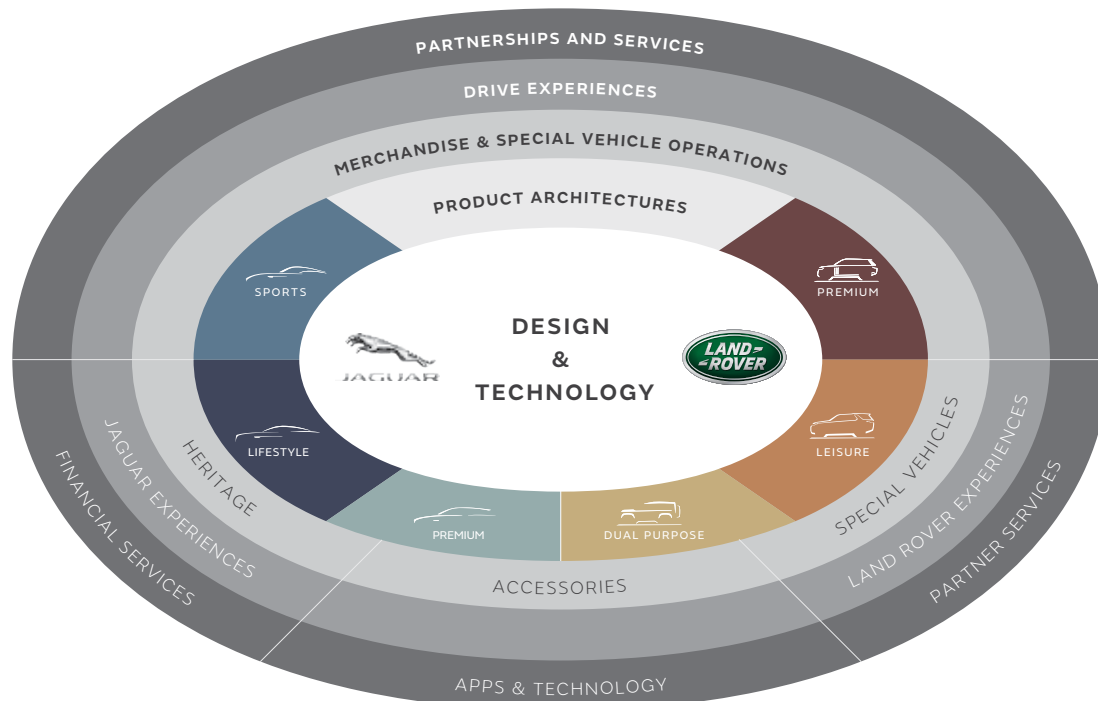 PARTNERSHIPS AND SERVICES
DRIVE EXPERIENCES
MERCHANDISE & SPECIAL VEHICLE OPERATIONS
PRODUCT ARCHITECTURES
SPORTS
PREMIUM
JAGUAR
DESIGN
&
TECHNOLOGY
LAND-
-ROVER
LIFESTYLE
LEISURE
PREMIUM
DUAL PURPOSE
HERITAGE
ACCESSORIES
SPECIAL VEHICLES
JAGUAR EXPERIENCES
LAND ROVER EXPERIENCES
FINANCIAL SERVICES
APPS & TECHNOLOGY
PARTNER SERVICES